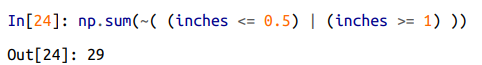 In[24]: np.sum(~( (inches <= 0.5) | (inches >= 1) ))
Out[24]: 29